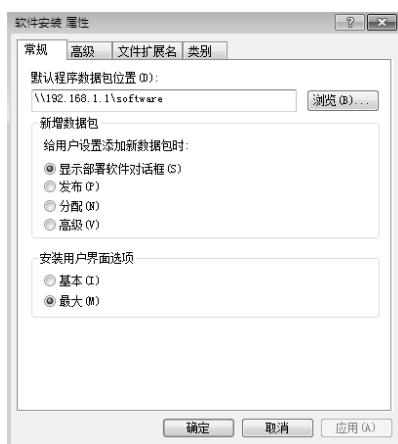 软件安装 属性
常规 高级 文件扩展名 类别
默认程序数据包位置(D):
\\192.168.1.1\software 浏览(B)...
新增数据包
给用户设置添加新数据包时:
显示部署软件对话框(S)
发布(P)
分配(N)
高级(V)
安装用户界面选项
基本(I)
最大(M)
确定 取消 应用(A)